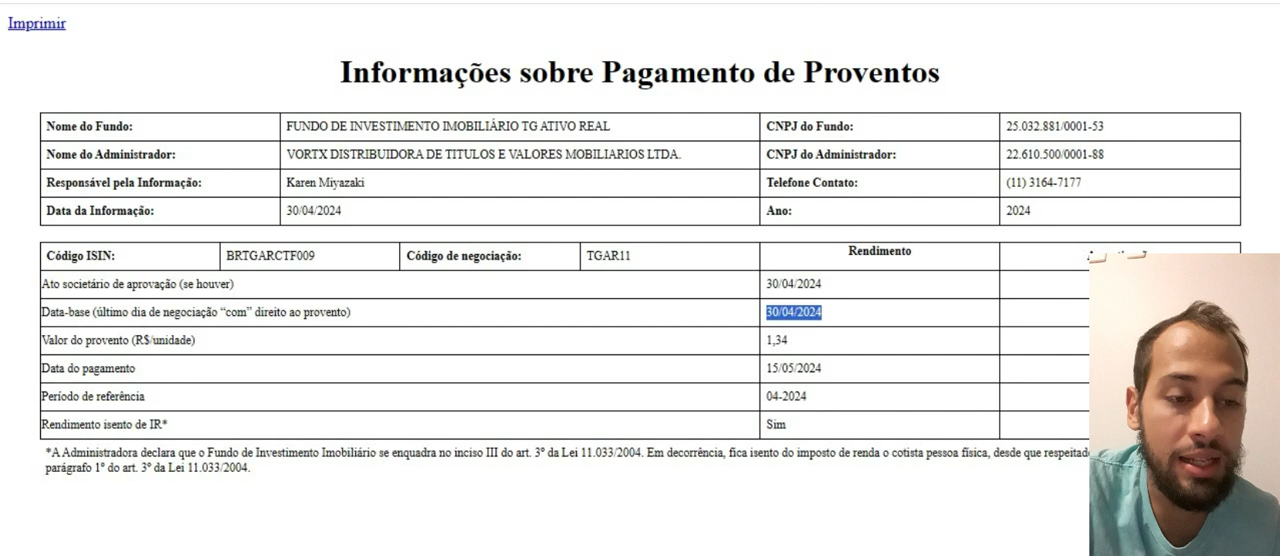 Imprimir
Informações sobre Pagamento de Proventos
Nome do Fundo: FUNDO DE INVESTIMENTO IMOBILIÁRIO TG ATIVO REAL CNPJ do Fundo: 25.032.881/0001-53
Nome do Administrador: VORTX DISTRIBUIDORA DE TITULOS E VALORES MOBILIARIOS LTDA. CNPJ do Administrador: 22.610.500/0001-88
Responsável pela Informação: Karen Miyazaki Telefone Contato: (11) 3164-7177
Data da Informação: 30/04/2024 Ano: 2024
Código ISIN: BRTGARCTF009 Código de negociação: TGAR11 Rendimento
Ato societário de aprovação (se houver) 30/04/2024
Data-base (último dia de negociação “com” direito ao provento) 30/04/2024
Valor do provento (R$/unidade) 1,34
Data do pagamento 15/05/2024
Período de referência 04-2024
Rendimento isento de IR* Sim
*A Administradora declara que o Fundo de Investimento Imobiliário se enquadra no inciso III do art. 3º da Lei 11.033/2004. Em decorrência, fica isento do imposto de renda o cotista pessoa física, desde que
parágrafo 1º do art. 3º da Lei 11.033/2004.